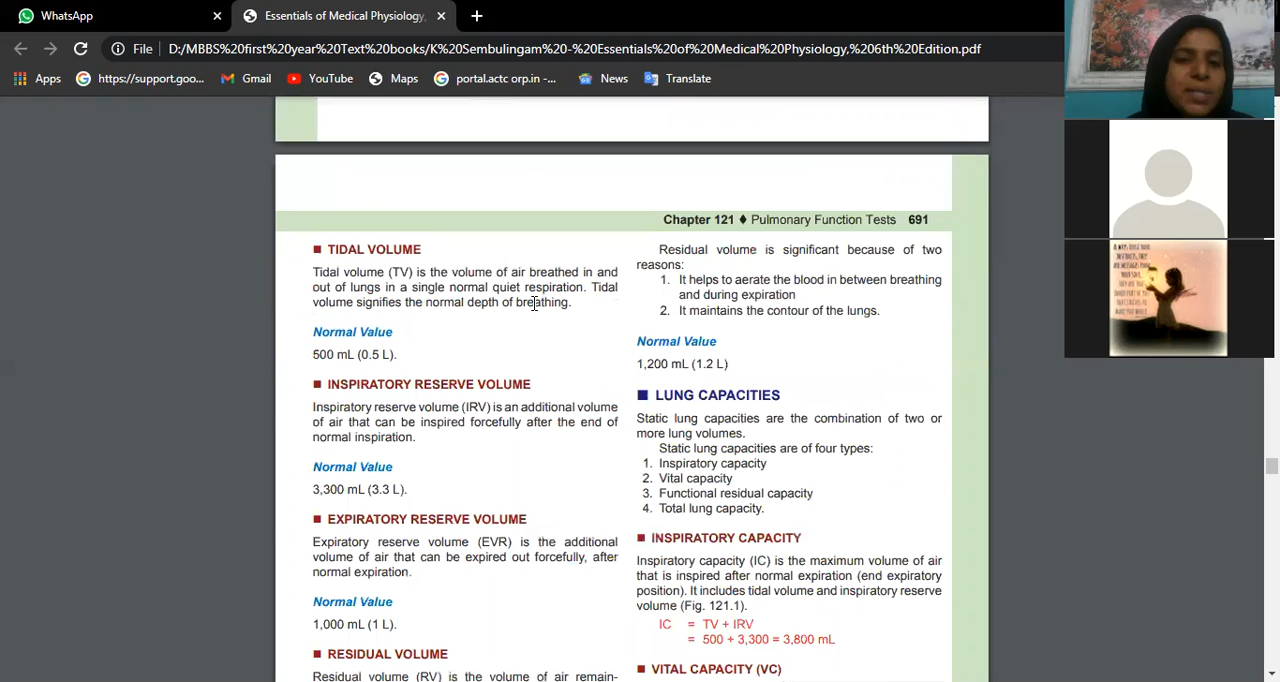 WhatsApp
Essentials of Medical Physiology,
File
D:/MBBS%20first%20year%20Text%20books/K%20Sembulingam%20-%20Essentials%20of%20Medical%20Physiology,%206th%20Edition.pdf
Apps
https://support.goo...
Gmail
YouTube
Maps
portal.actc orp.in -...
News
Translate
Chapter 121 ♦ Pulmonary Function Tests 691
TIDAL VOLUME
Tidal volume (TV) is the volume of air breathed in and
out of lungs in a single normal quiet respiration. Tidal
volume signifies the normal depth of breathing.
Normal Value
500 mL (0.5 L).
INSPIRATORY RESERVE VOLUME
Inspiratory reserve volume (IRV) is an additional volume
of air that can be inspired forcefully after the end of
normal inspiration.
Normal Value
3,300 mL (3.3 L).
EXPIRATORY RESERVE VOLUME
Expiratory reserve volume (EVR) is the additional
volume of air that can be expired out forcefully, after
normal expiration.
Normal Value
1,000 mL (1 L).
RESIDUAL VOLUME
Residual volume (RV) is the volume of air remain-
Residual volume is significant because of two
reasons:
1. It helps to aerate the blood in between breathing
and during expiration
2. It maintains the contour of the lungs.
Normal Value
1,200 mL (1.2 L)
LUNG CAPACITIES
Static lung capacities are the combination of two or
more lung volumes.
Static lung capacities are of four types:
1. Inspiratory capacity
2. Vital capacity
3. Functional residual capacity
4. Total lung capacity.
INSPIRATORY CAPACITY
Inspiratory capacity (IC) is the maximum volume of air
that is inspired after normal expiration (end expiratory
position). It includes tidal volume and inspiratory reserve
volume (Fig. 121.1).
IC = TV + IRV
= 500 + 3,300 = 3,800 mL
VITAL CAPACITY (VC)